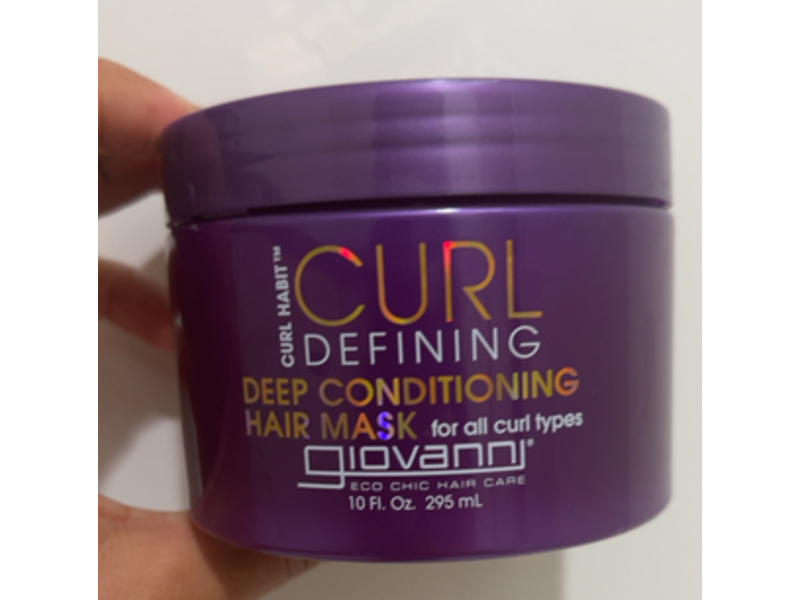 CURL HABIT™
CURL
DEFINING
DEEP CONDITIONING
HAIR MASK for all curl types
giovanni®
ECO CHIC HAIR CARE
10 Fl. Oz. 295 mL